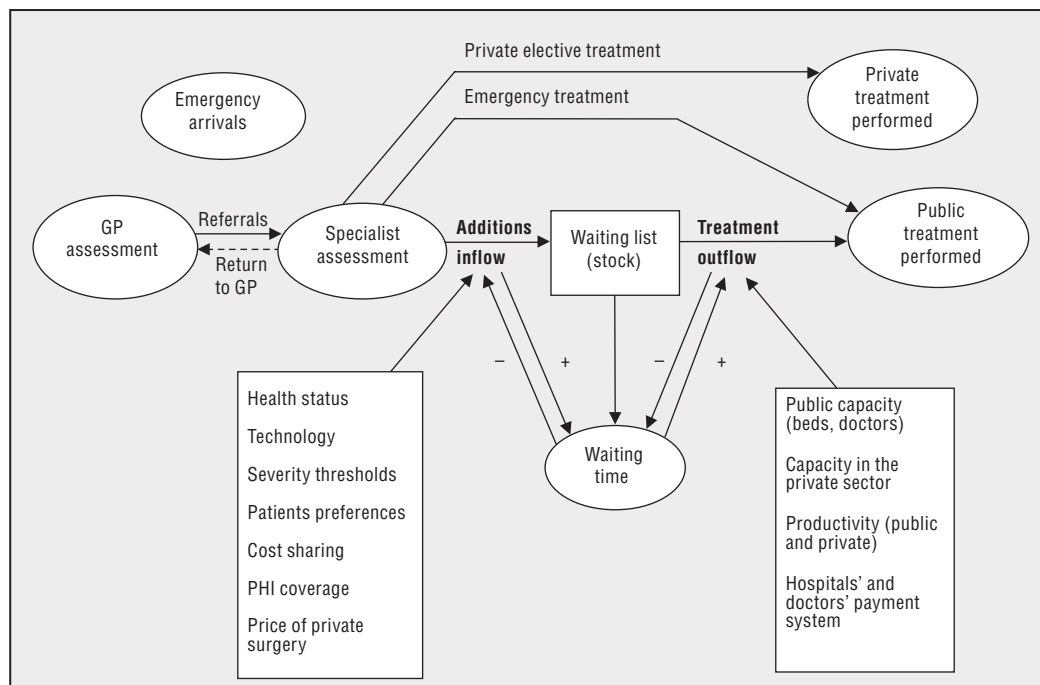 Private elective treatment
Emergency treatment
Private
treatment
performed
Emergency
arrivals
GP
assessment
Referrals
Return
to GP
Specialist
assessment
Additions
inflow
Waiting list
(stock)
Treatment
outflow
Public
treatment
performed
–
+
–
+
Waiting
time
Health status
Technology
Severity thresholds
Patients preferences
Cost sharing
PHI coverage
Price of private
surgery
Public capacity
(beds, doctors)
Capacity in the
private sector
Productivity (public
and private)
Hospitals' and
doctors' payment
system